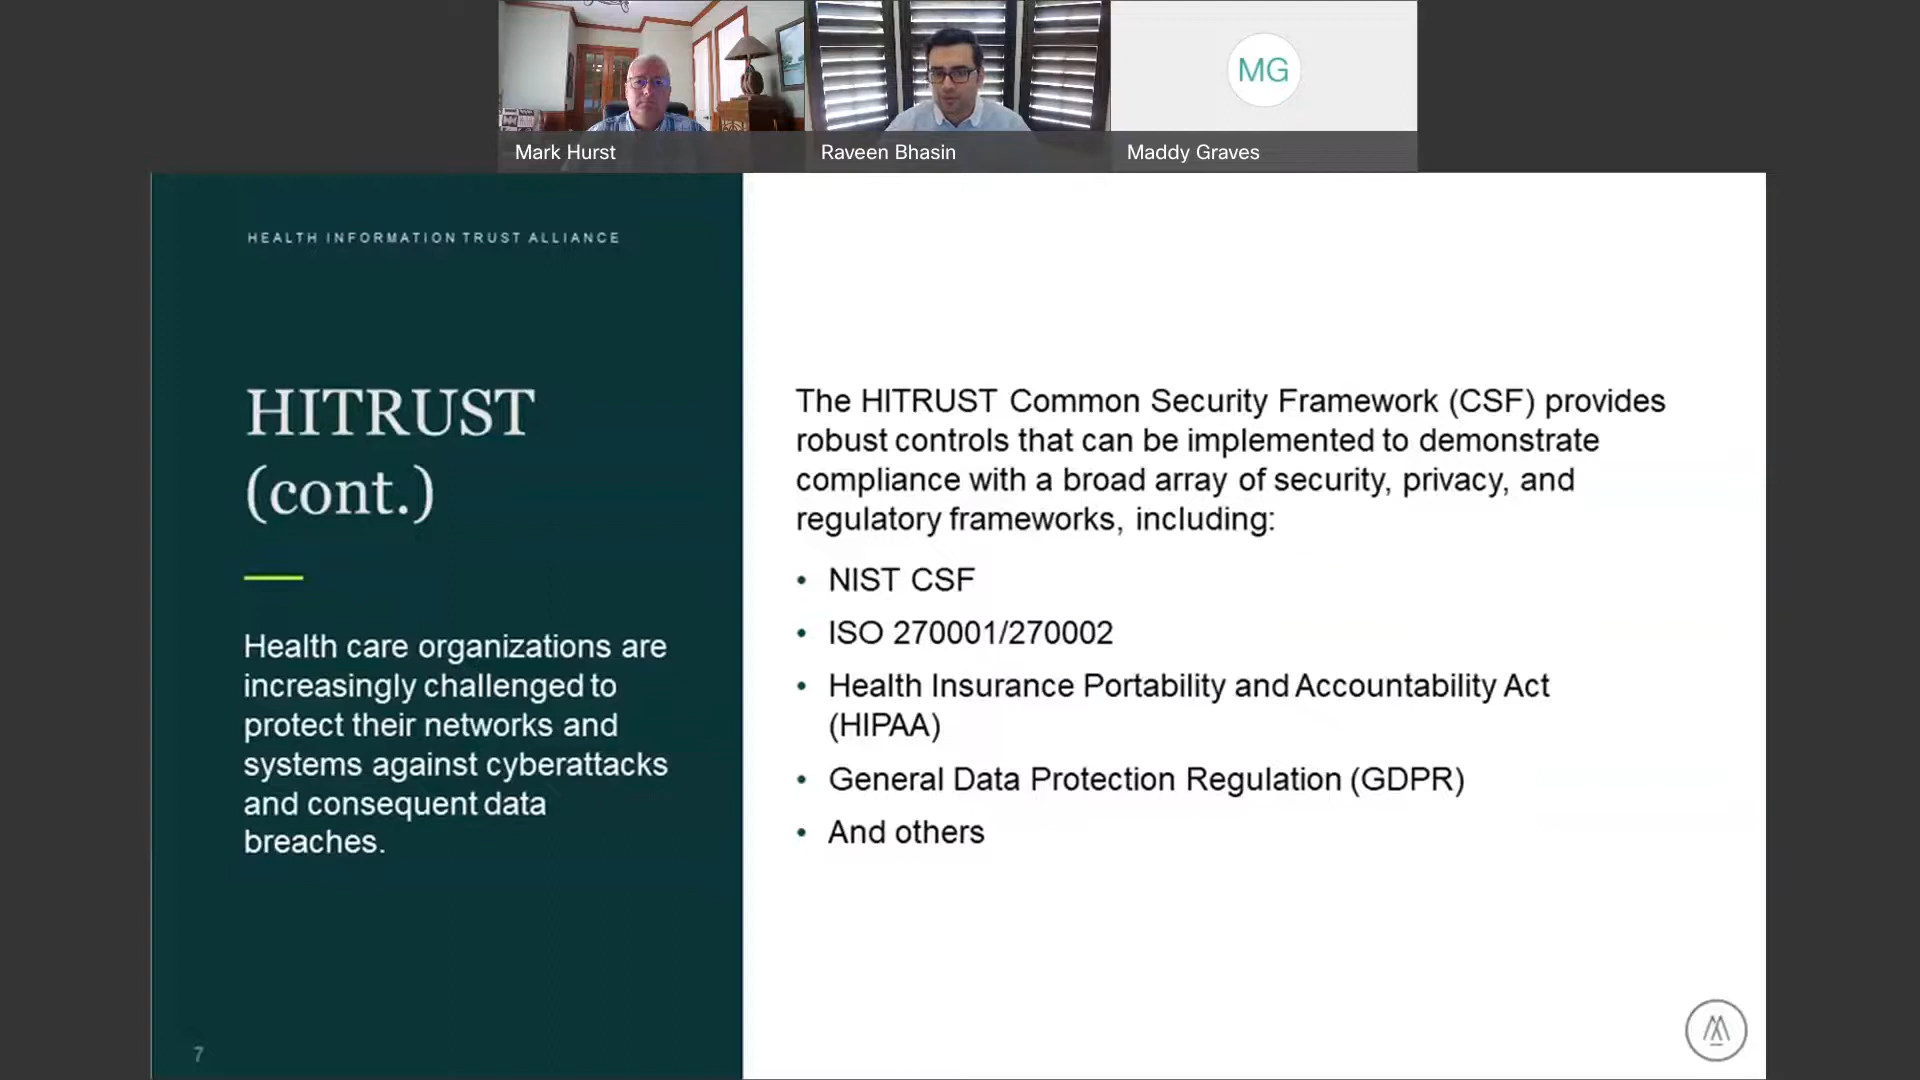 MG
Mark Hurst
Raveen Bhasin
Maddy Graves
HEALTH INFORMATION TRUST ALLIANCE
HITRUST
(cont.)
Health care organizations are
increasingly challenged to
protect their networks and
systems against cyberattacks
and consequent data
breaches.
7
The HITRUST Common Security Framework (CSF) provides
robust controls that can be implemented to demonstrate
compliance with a broad array of security, privacy, and
regulatory frameworks, including:
• NIST CSF
• ISO 270001/270002
• Health Insurance Portability and Accountability Act
(HIPAA)
• General Data Protection Regulation (GDPR)
• And others